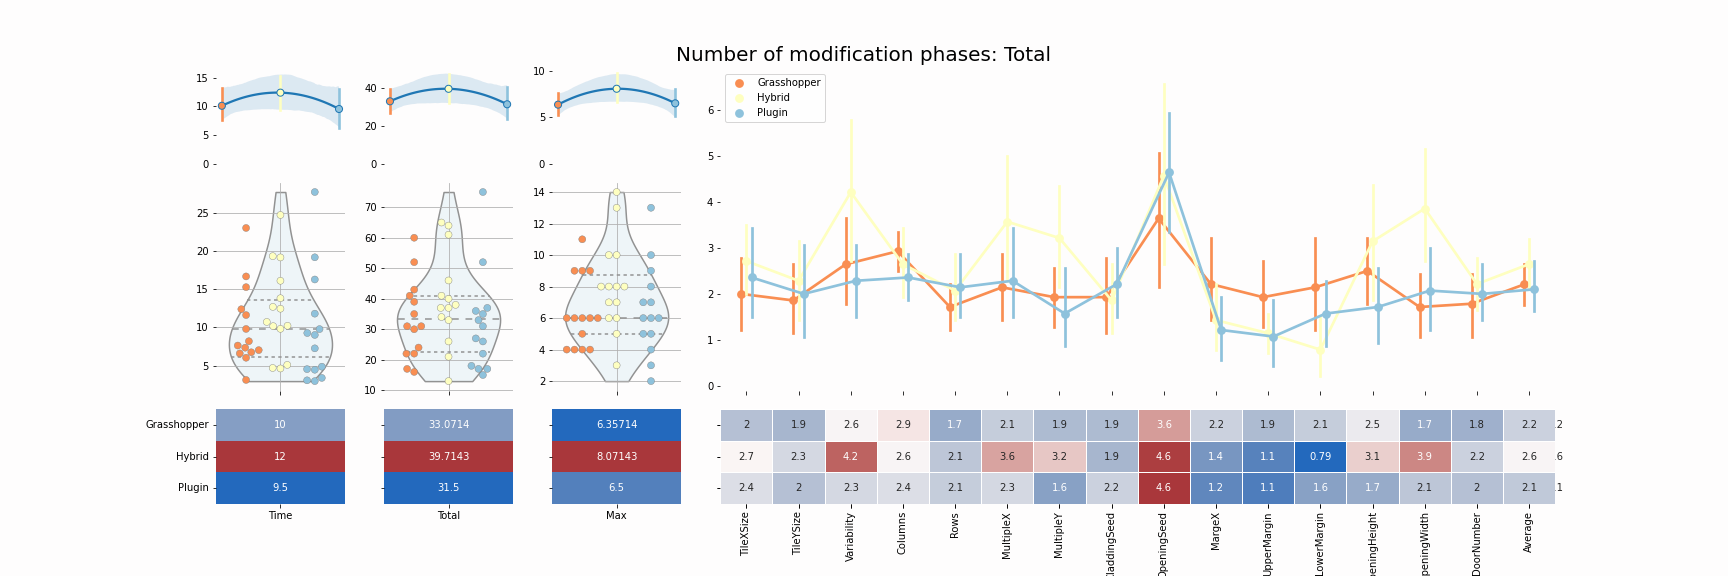 Number of modification phases: Total
15
10
5
0
40
20
0
10
5
0
Grasshopper
Hybrid
Plugin
6
5
4
3
2
1
0
25
20
15
10
5
70
60
50
40
30
20
10
14
12
10
8
6
4
2
Grasshopper 10 33.0714 6.35714 2 1.9 2.6 2.9 1.7 2.1 1.9 1.9 3.6 2.2 1.9 2.1 2.5 1.7 1.8 2.2 2
Hybrid 12 39.7143 8.07143 2.7 2.3 4.2 2.6 2.1 3.6 3.2 1.9 4.6 1.4 1.1 0.79 3.1 3.9 2.2 2.6 6
Plugin 9.5 31.5 6.5 2.4 2 2.3 2.4 2.1 2.3 1.6 2.2 4.6 1.2 1.1 1.6 1.7 2.1 2 2.1 1
Time
Total
Max
TileXSize
TileYSize
Variability
Columns
Rows
MultipleX
MultipleY
CladdingSeed
OpeningSeed
MargeX
UpperMargin
LowerMargin
peningHeight
peningWidth
DoorNumber
Average